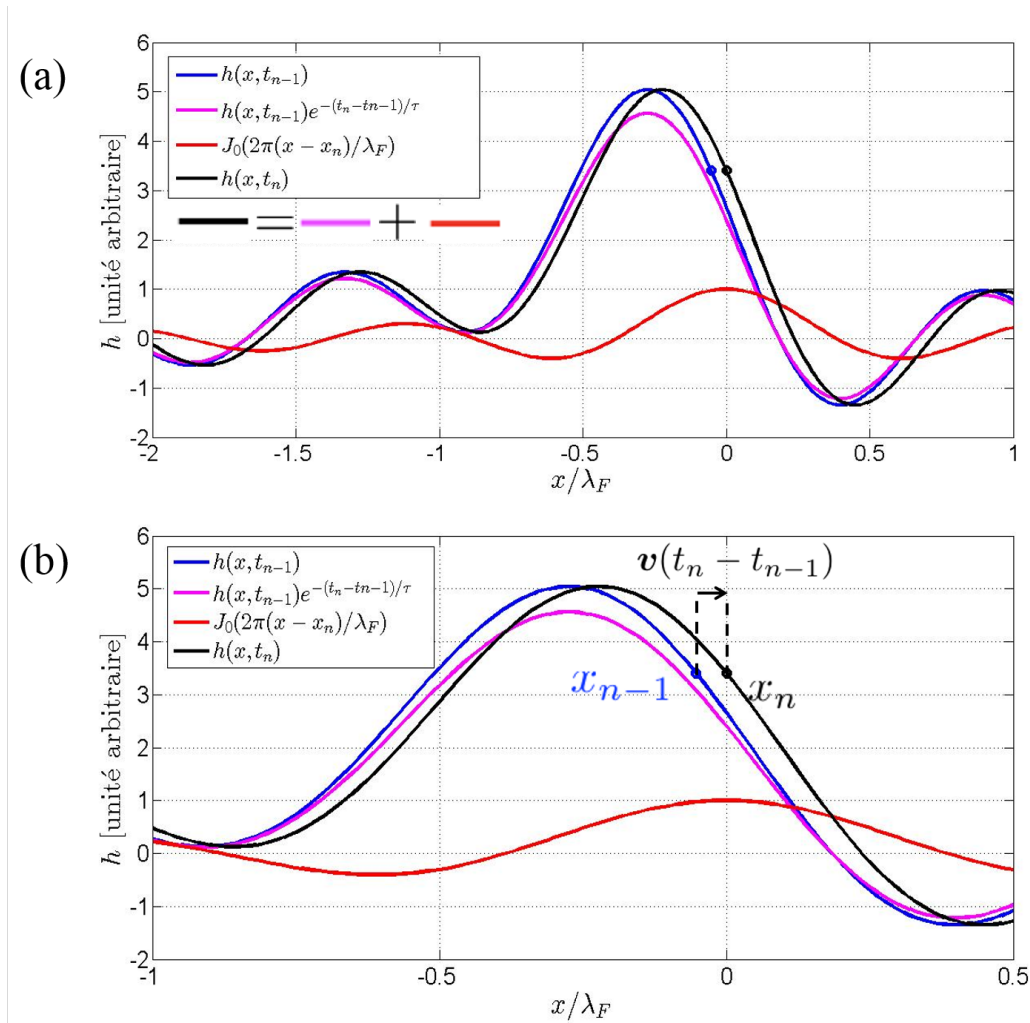 (a)
h(x, t_{n−1})
h(x, t_{n−1})e^{−(t_n−tn−1)/τ}
J_0(2π(x − x_n)/λ_F)
h(x, t_n)
=
+
h [unité arbitraire]
6
5
4
3
2
1
0
-1
-2
-2
-1.5
-1
-0.5
0
0.5
1
x/λ_F
(b)
h(x, t_{n−1})
h(x, t_{n−1})e^{−(t_n−tn−1)/τ}
J_0(2π(x − x_n)/λ_F)
h(x, t_n)
v(t_n − t_{n−1})
x_{n−1}
x_n
h [unité arbitraire]
6
5
4
3
2
1
0
-1
-2
-1
-0.5
0
0.5
x/λ_F